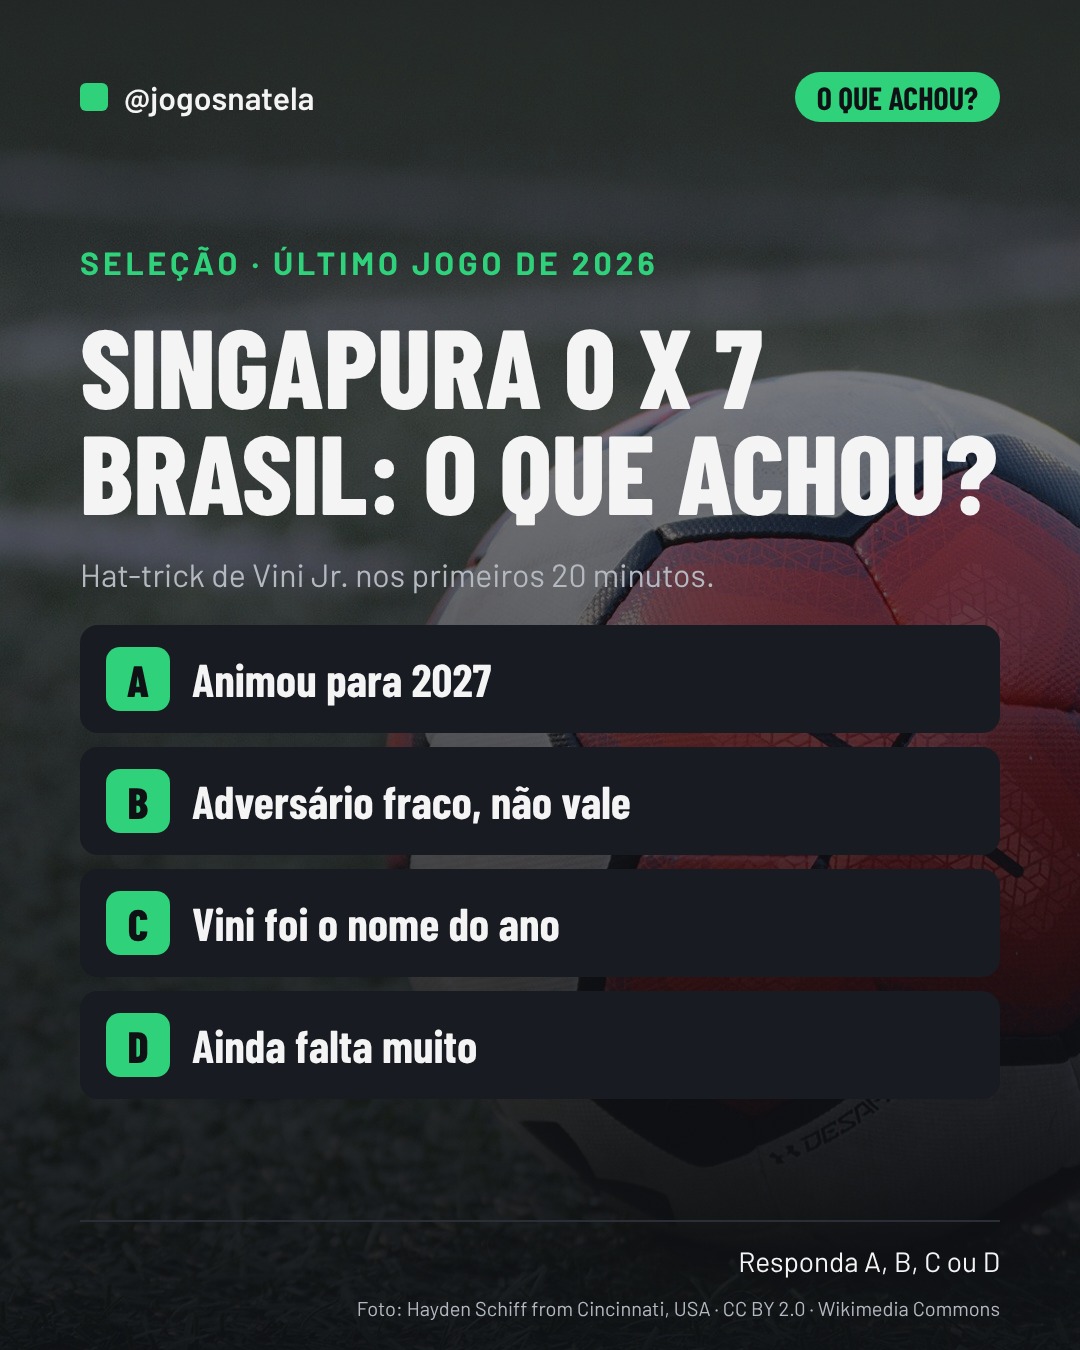 @jogosnatela
O QUE ACHOU?
SELEÇÃO · ÚLTIMO JOGO DE 2026
SINGAPURA 0 X 7
BRASIL: O QUE ACHOU?
Hat-trick de Vini Jr. nos primeiros 20 minutos.
A Animou para 2027
B Adversário fraco, não vale
C Vini foi o nome do ano
D Ainda falta muito
DESAF
Responda A, B, C ou D
Foto: Hayden Schiff from Cincinnati, USA · CC BY 2.0 · Wikimedia Commons